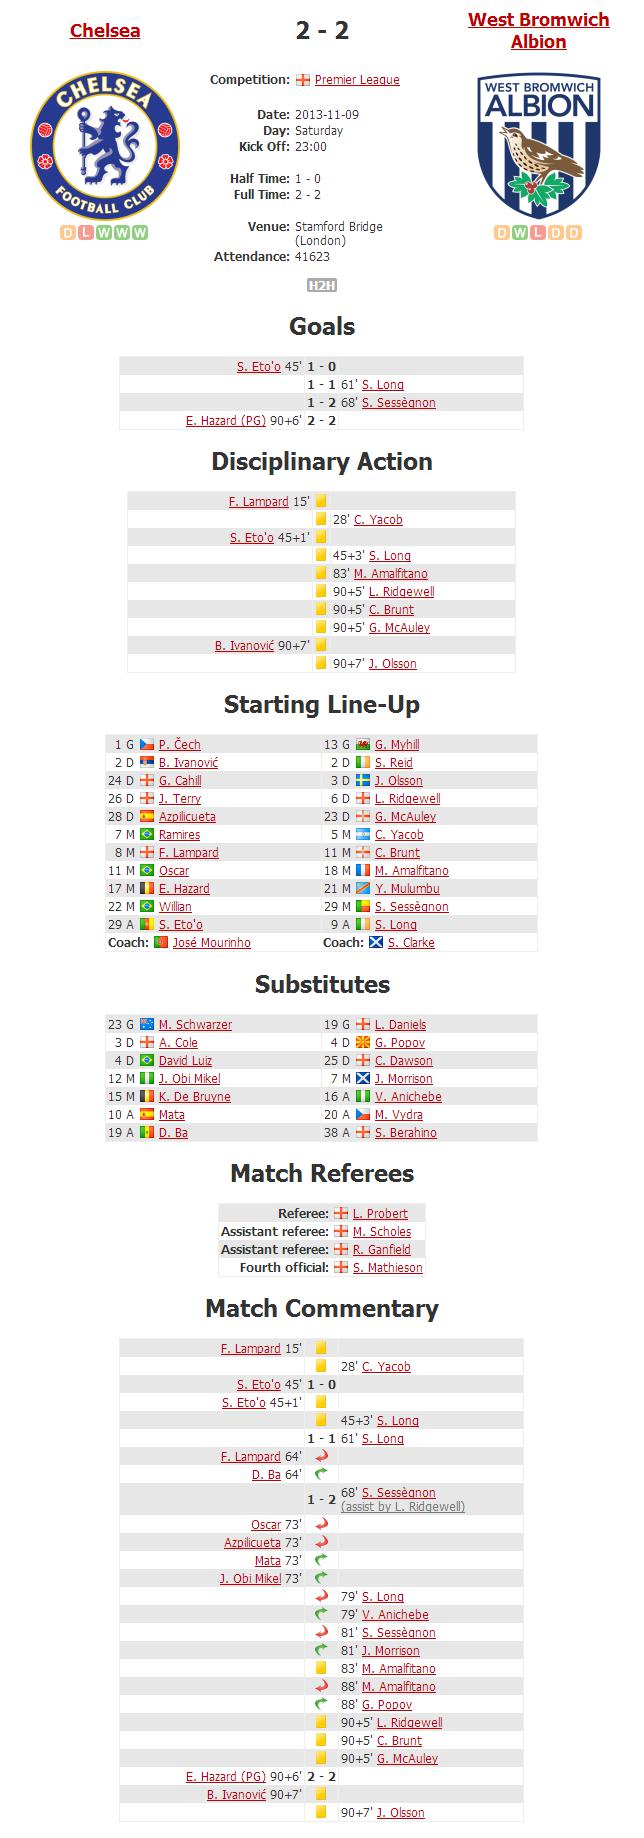 Chelsea
2 - 2
West Bromwich
Albion
CHELSEA
FOOTBALL CLUB
WEST BROMWICH
ALBION
Competition: Premier League
Date: 2013-11-09
Day: Saturday
Kick Off: 23:00
Half Time: 1 - 0
Full Time: 2 - 2
Venue: Stamford Bridge
(London)
Attendance: 41623
D L W W W
D W L D D
H2H
Goals
S. Eto'o 45' 1 - 0
1 - 1 61' S. Long
1 - 2 68' S. Sessègnon
E. Hazard (PG) 90+6' 2 - 2
Disciplinary Action
F. Lampard 15'
28' C. Yacob
S. Eto'o 45+1'
45+3' S. Long
83' M. Amalfitano
90+5' L. Ridgewell
90+5' C. Brunt
90+5' G. McAuley
B. Ivanović 90+7'
90+7' J. Olsson
Starting Line-Up
1 G P. Čech 13 G G. Myhill
2 D B. Ivanović 2 D S. Reid
24 D G. Cahill 3 D J. Olsson
26 D J. Terry 6 D L. Ridgewell
28 D Azpilicueta 23 D G. McAuley
7 M Ramires 5 M C. Yacob
8 M F. Lampard 11 M C. Brunt
11 M Oscar 18 M M. Amalfitano
17 M E. Hazard 21 M Y. Mulumbu
22 M Willian 29 M S. Sessègnon
29 A S. Eto'o 9 A S. Long
Coach: José Mourinho Coach: S. Clarke
Substitutes
23 G M. Schwarzer 19 G L. Daniels
3 D A. Cole 4 D G. Popov
4 D David Luiz 25 D C. Dawson
12 M J. Obi Mikel 7 M J. Morrison
15 M K. De Bruyne 16 A V. Anichebe
10 A Mata 20 A M. Vydra
19 A D. Ba 38 A S. Berahino
Match Referees
Referee: L. Probert
Assistant referee: M. Scholes
Assistant referee: R. Ganfield
Fourth official: S. Mathieson
Match Commentary
F. Lampard 15'
28' C. Yacob
S. Eto'o 45' 1 - 0
S. Eto'o 45+1'
45+3' S. Long
1 - 1 61' S. Long
F. Lampard 64'
D. Ba 64'
1 - 2 68' S. Sessègnon
(assist by L. Ridgewell)
Oscar 73'
Azpilicueta 73'
Mata 73'
J. Obi Mikel 73'
79' S. Long
79' V. Anichebe
81' S. Sessègnon
81' J. Morrison
83' M. Amalfitano
88' M. Amalfitano
88' G. Popov
90+5' L. Ridgewell
90+5' C. Brunt
90+5' G. McAuley
E. Hazard (PG) 90+6' 2 - 2
B. Ivanović 90+7'
90+7' J. Olsson